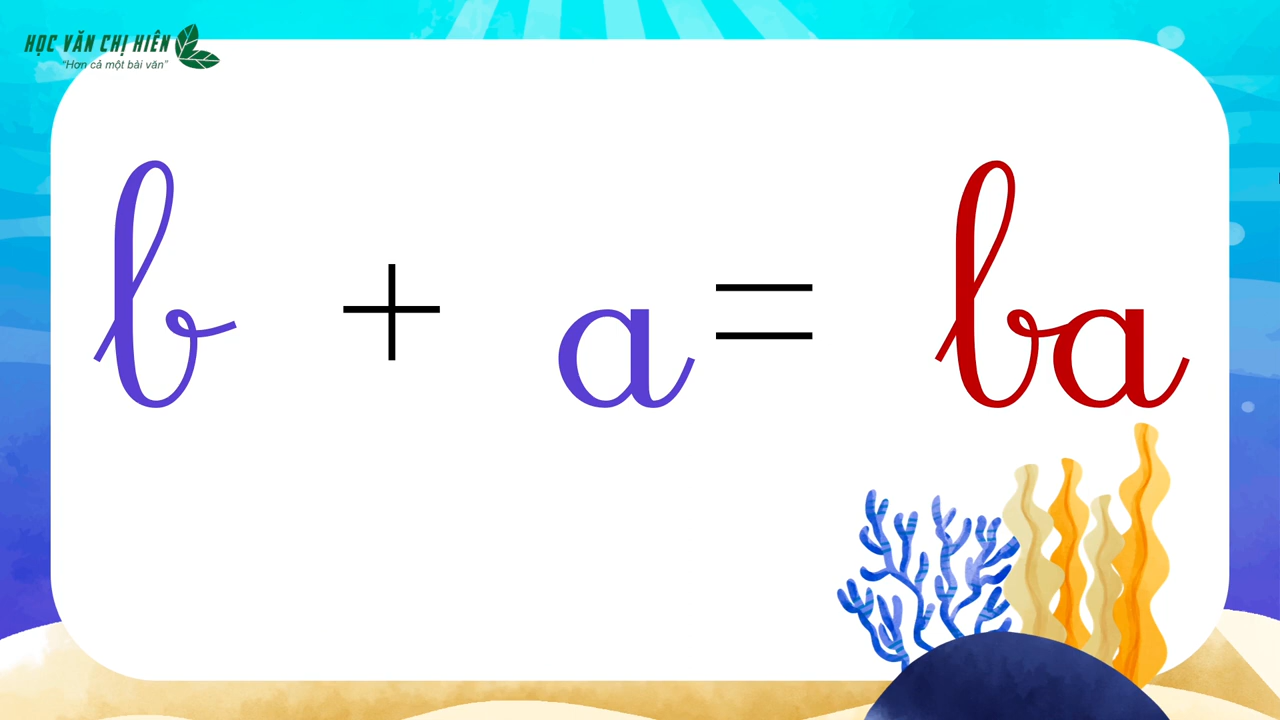 HỌC VĂN CHỊ HIÊN
“Hơn cả một bài văn”
b + a = ba